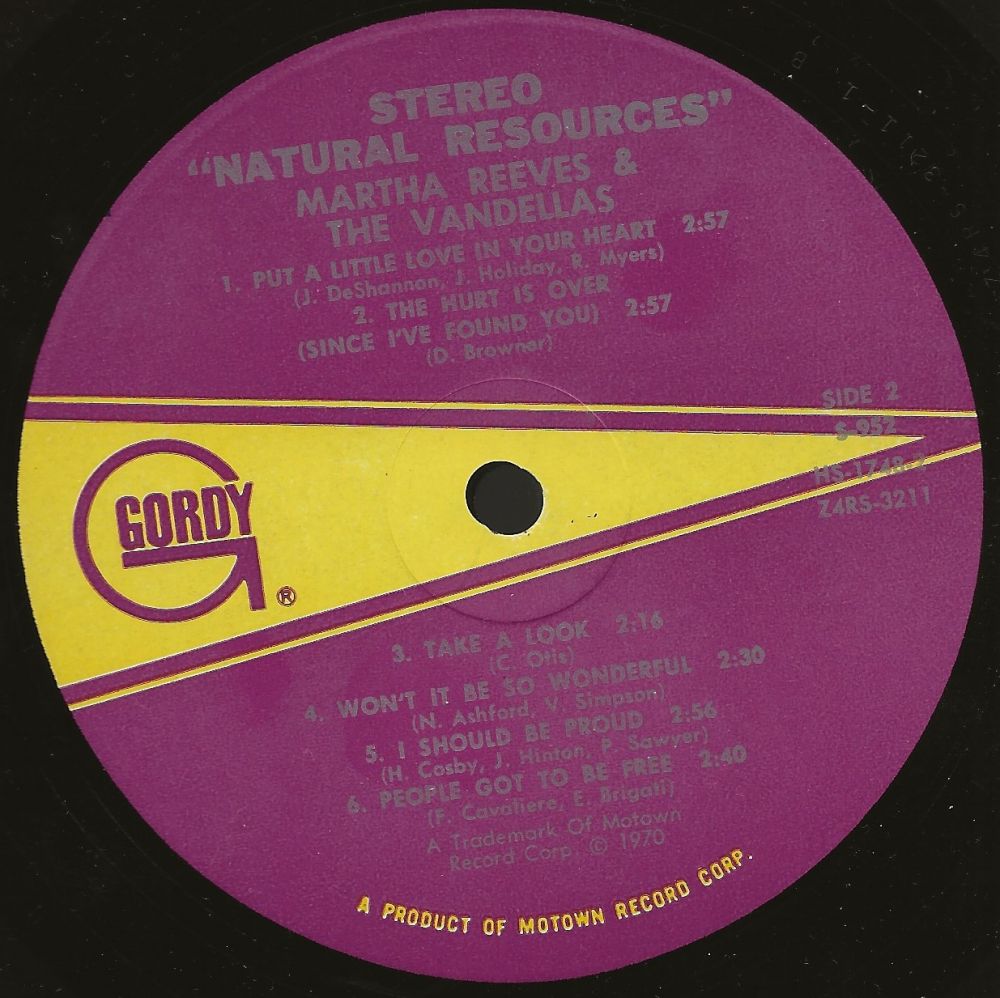 STEREO
"NATURAL RESOURCES"
MARTHA REEVES &
THE VANDELLAS
1. PUT A LITTLE LOVE IN YOUR HEART 2:57
(J. DeShannon, J. Holiday, R. Myers)
2. THE HURT IS OVER
(SINCE I'VE FOUND YOU) 2:57
(D. Browner)
SIDE 2
S-952
HS-1748-2
Z4RS-3211
GORDY
®
3. TAKE A LOOK 2:16
(C. Otis)
4. WON'T IT BE SO WONDERFUL 2:30
(N. Ashford, V. Simpson)
5. I SHOULD BE PROUD 2:56
(H. Cosby, J. Hinton, P. Sawyer)
6. PEOPLE GOT TO BE FREE 2:40
(F. Cavaliere, E. Brigati)
A Trademark Of Motown
Record Corp. © 1970
A PRODUCT OF MOTOWN RECORD CORP.